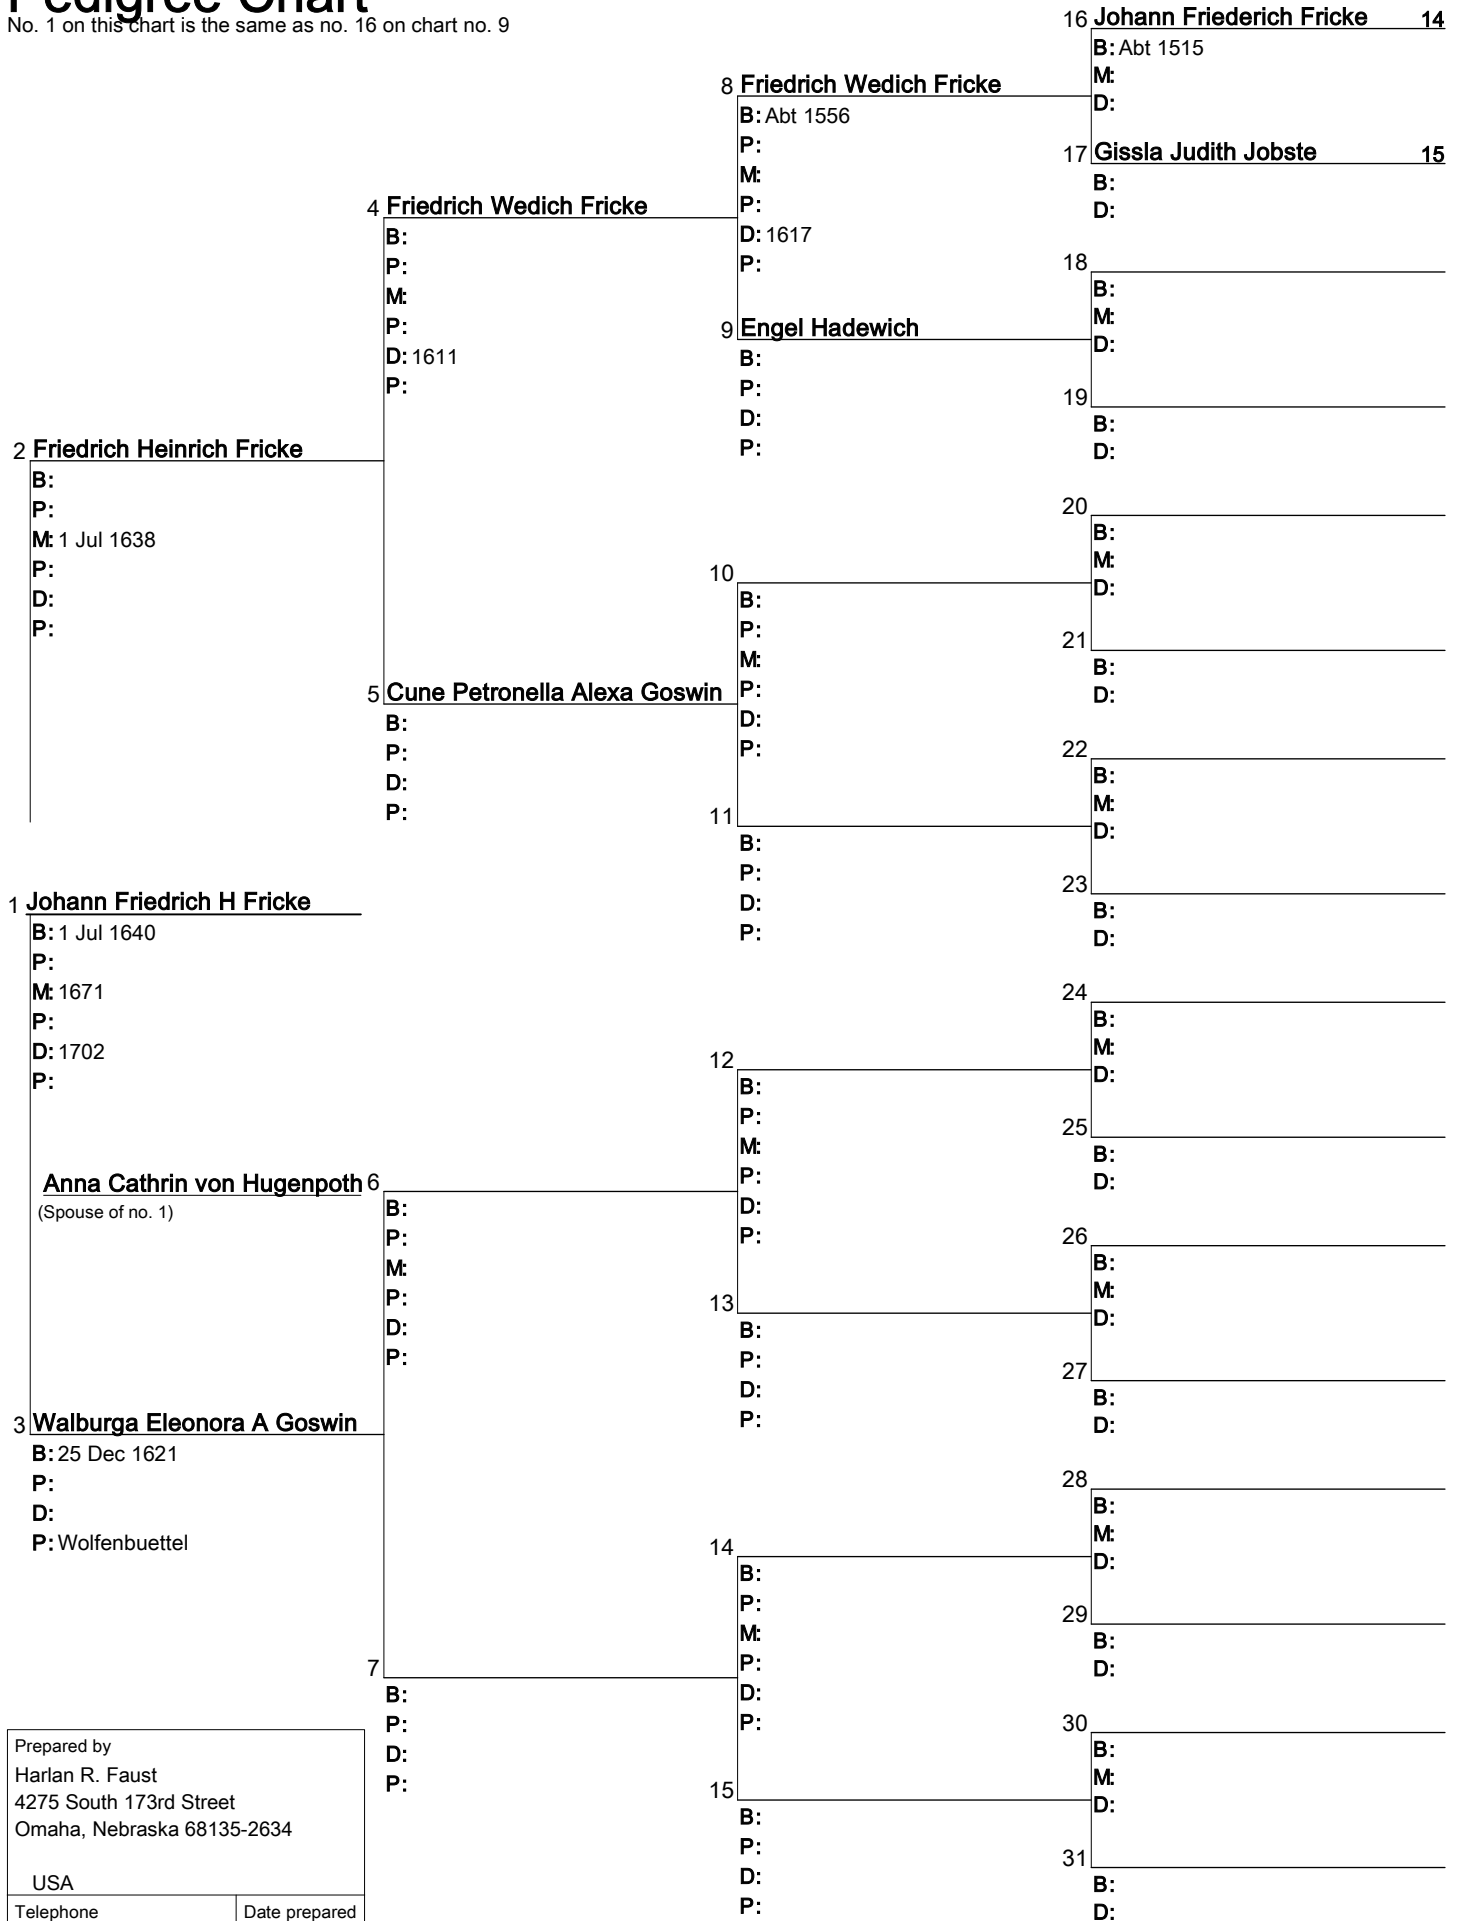 Pedigree Chart
No. 1 on this chart is the same as no. 16 on chart no. 9
16 Johann Friederich Fricke 14
B: Abt 1515
M:
D:
8 Friedrich Wedich Fricke
B: Abt 1556
P:
M:
P:
D: 1617
P:
17 Gissla Judith Jobste 15
B:
D:
4 Friedrich Wedich Fricke
B:
P:
M:
P:
D: 1611
P:
18
B:
M:
D:
9 Engel Hadewich
B:
P:
D:
P:
19
B:
D:
2 Friedrich Heinrich Fricke
B:
P:
M: 1 Jul 1638
P:
D:
P:
20
B:
M:
D:
10
B:
P:
M:
P:
D:
P:
21
B:
D:
5 Cune Petronella Alexa Goswin
B:
P:
D:
P:
22
B:
M:
D:
11
B:
P:
D:
P:
23
B:
D:
1 Johann Friedrich H Fricke
B: 1 Jul 1640
P:
M: 1671
P:
D: 1702
P:
24
B:
M:
D:
12
B:
P:
M:
P:
D:
P:
25
B:
D:
Anna Cathrin von Hugenpoth
(Spouse of no. 1)
6
B:
P:
M:
P:
D:
P:
26
B:
M:
D:
13
B:
P:
D:
P:
27
B:
D:
3 Walburga Eleonora A Goswin
B: 25 Dec 1621
P:
D:
P: Wolfenbuettel
28
B:
M:
D:
14
B:
P:
M:
P:
D:
P:
29
B:
D:
7
B:
P:
D:
P:
30
B:
M:
D:
15
B:
P:
D:
P:
31
B:
D:
Prepared by
Harlan R. Faust
4275 South 173rd Street
Omaha, Nebraska 68135-2634
USA
Telephone
Date prepared